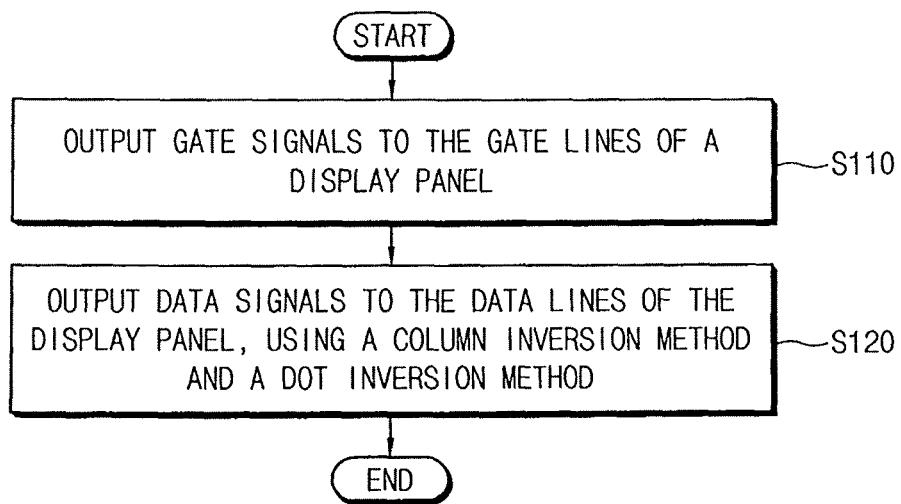 START
OUTPUT GATE SIGNALS TO THE GATE LINES OF A
DISPLAY PANEL
S110
OUTPUT DATA SIGNALS TO THE DATA LINES OF THE
DISPLAY PANEL, USING A COLUMN INVERSION METHOD
AND A DOT INVERSION METHOD
S120
END